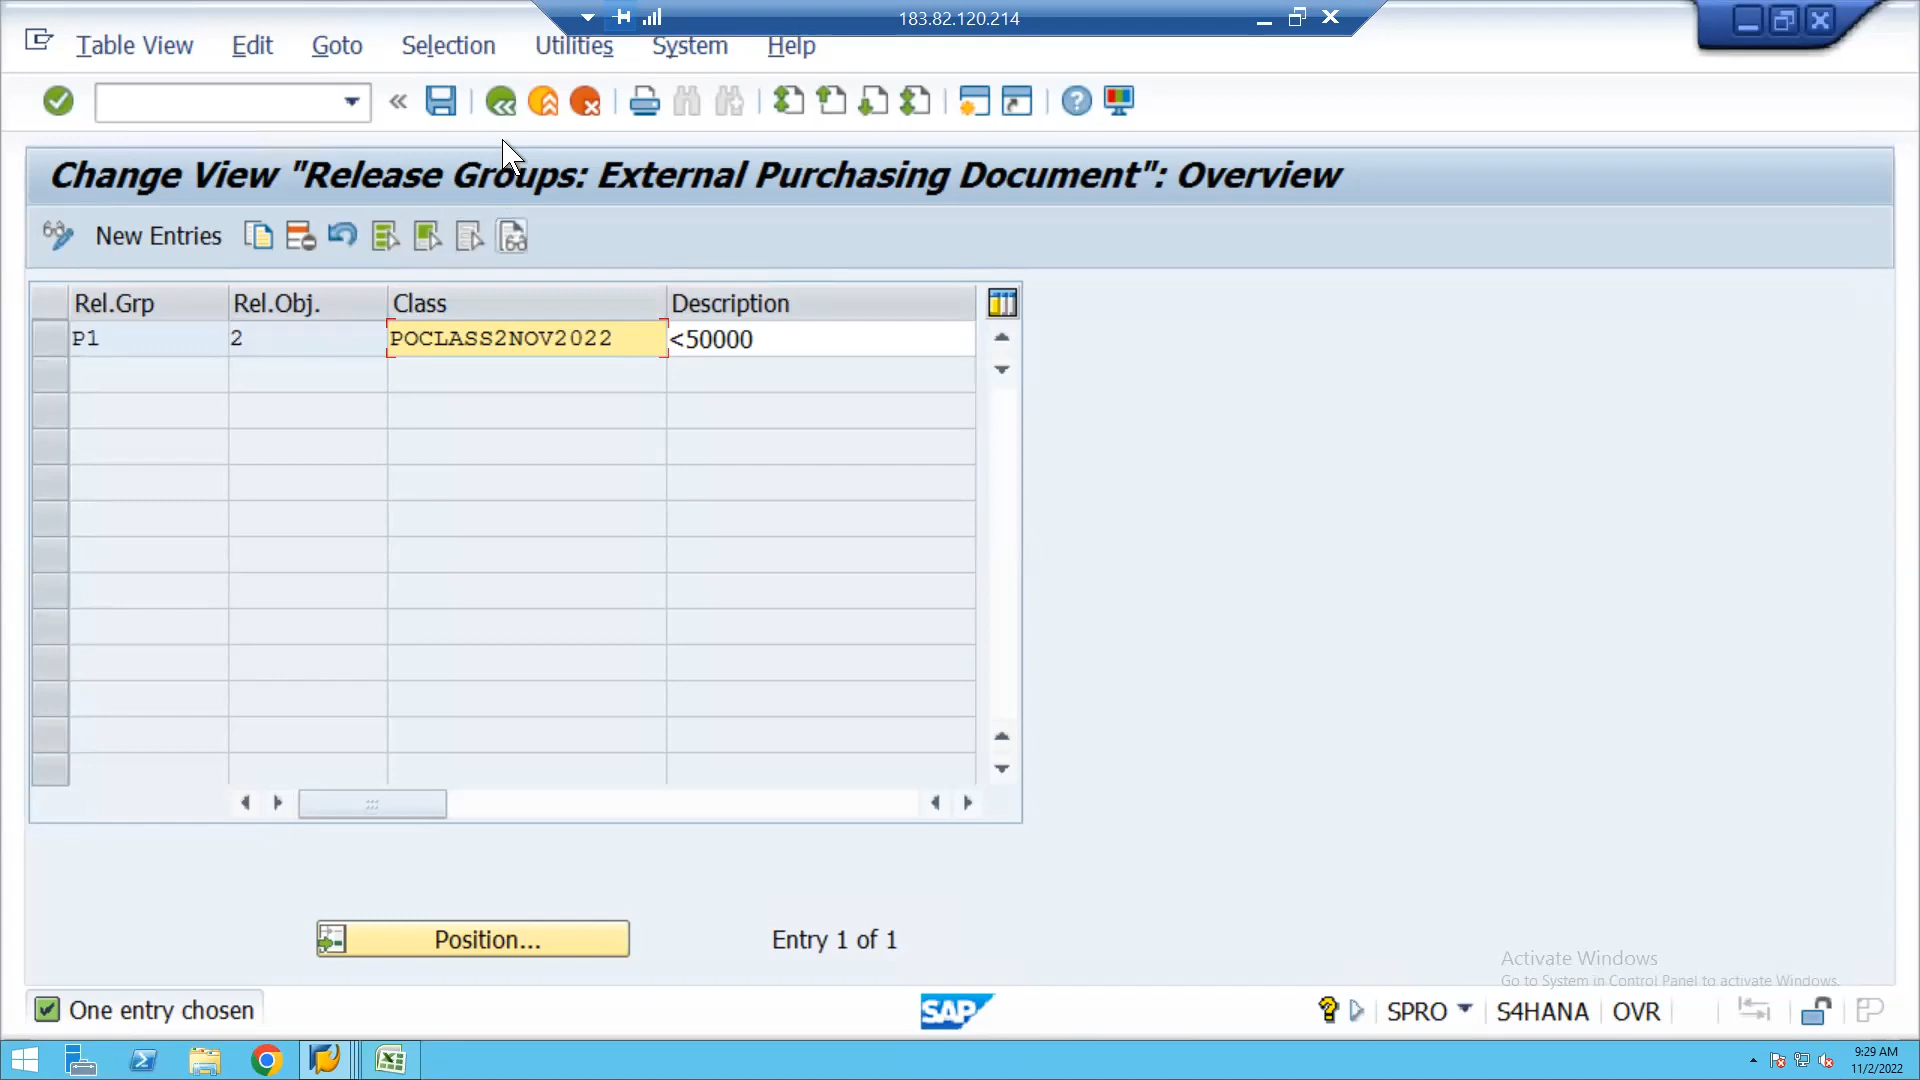 183.82.120.214
Table View Edit Goto Selection Utilities System Help
Change View "Release Groups: External Purchasing Document": Overview
New Entries
Rel.Grp Rel.Obj. Class Description
P1 2 POCLASS2NOV2022 <50000
Position... Entry 1 of 1
Activate Windows
Go to System in Control Panel to activate Windows.
One entry chosen SAP SPRO S4HANA OVR
9:29 AM
11/2/2022